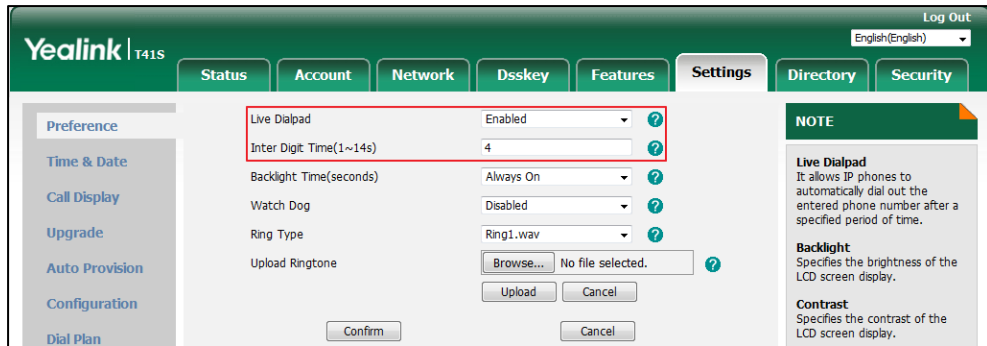 Log Out
Yealink T41S
English(English)
Status Account Network Dsskey Features Settings Directory Security
Preference
Time & Date
Call Display
Upgrade
Auto Provision
Configuration
Dial Plan
Live Dialpad Enabled ?
Inter Digit Time(1~14s) 4 ?
Backlight Time(seconds) Always On ?
Watch Dog Disabled ?
Ring Type Ring1.wav ?
Upload Ringtone Browse... No file selected. ?
Upload Cancel
Confirm Cancel
NOTE
Live Dialpad
It allows IP phones to
automatically dial out the
entered phone number after a
specified period of time.
Backlight
Specifies the brightness of the
LCD screen display.
Contrast
Specifies the contrast of the
LCD screen display.